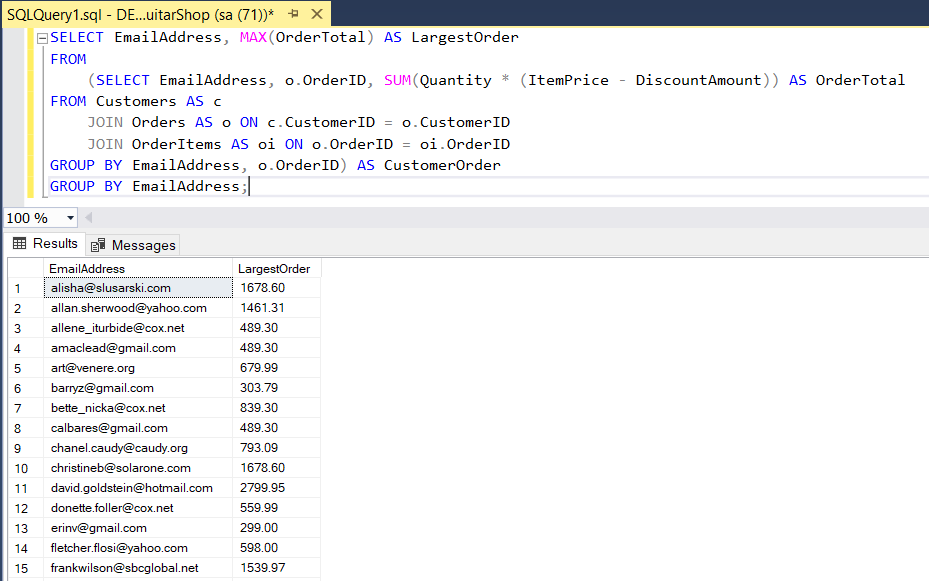 SQLQuery1.sql - DE...uitarShop (sa (71))*
SELECT EmailAddress, MAX(OrderTotal) AS LargestOrder
FROM
(SELECT EmailAddress, o.OrderID, SUM(Quantity * (ItemPrice - DiscountAmount)) AS OrderTotal
FROM Customers AS c
JOIN Orders AS o ON c.CustomerID = o.CustomerID
JOIN OrderItems AS oi ON o.OrderID = oi.OrderID
GROUP BY EmailAddress, o.OrderID) AS CustomerOrder
GROUP BY EmailAddress;
100 %
Results Messages
EmailAddress LargestOrder
1 alisha@slusarski.com 1678.60
2 allan.sherwood@yahoo.com 1461.31
3 allene_iturbide@cox.net 489.30
4 amaclead@gmail.com 489.30
5 art@venere.org 679.99
6 barryz@gmail.com 303.79
7 bette_nicka@cox.net 839.30
8 calbares@gmail.com 489.30
9 chanel.caudy@caudy.org 793.09
10 christineb@solarone.com 1678.60
11 david.goldstein@hotmail.com 2799.95
12 donette.foller@cox.net 559.99
13 erinv@gmail.com 299.00
14 fletcher.flosi@yahoo.com 598.00
15 frankwilson@sbcglobal.net 1539.97